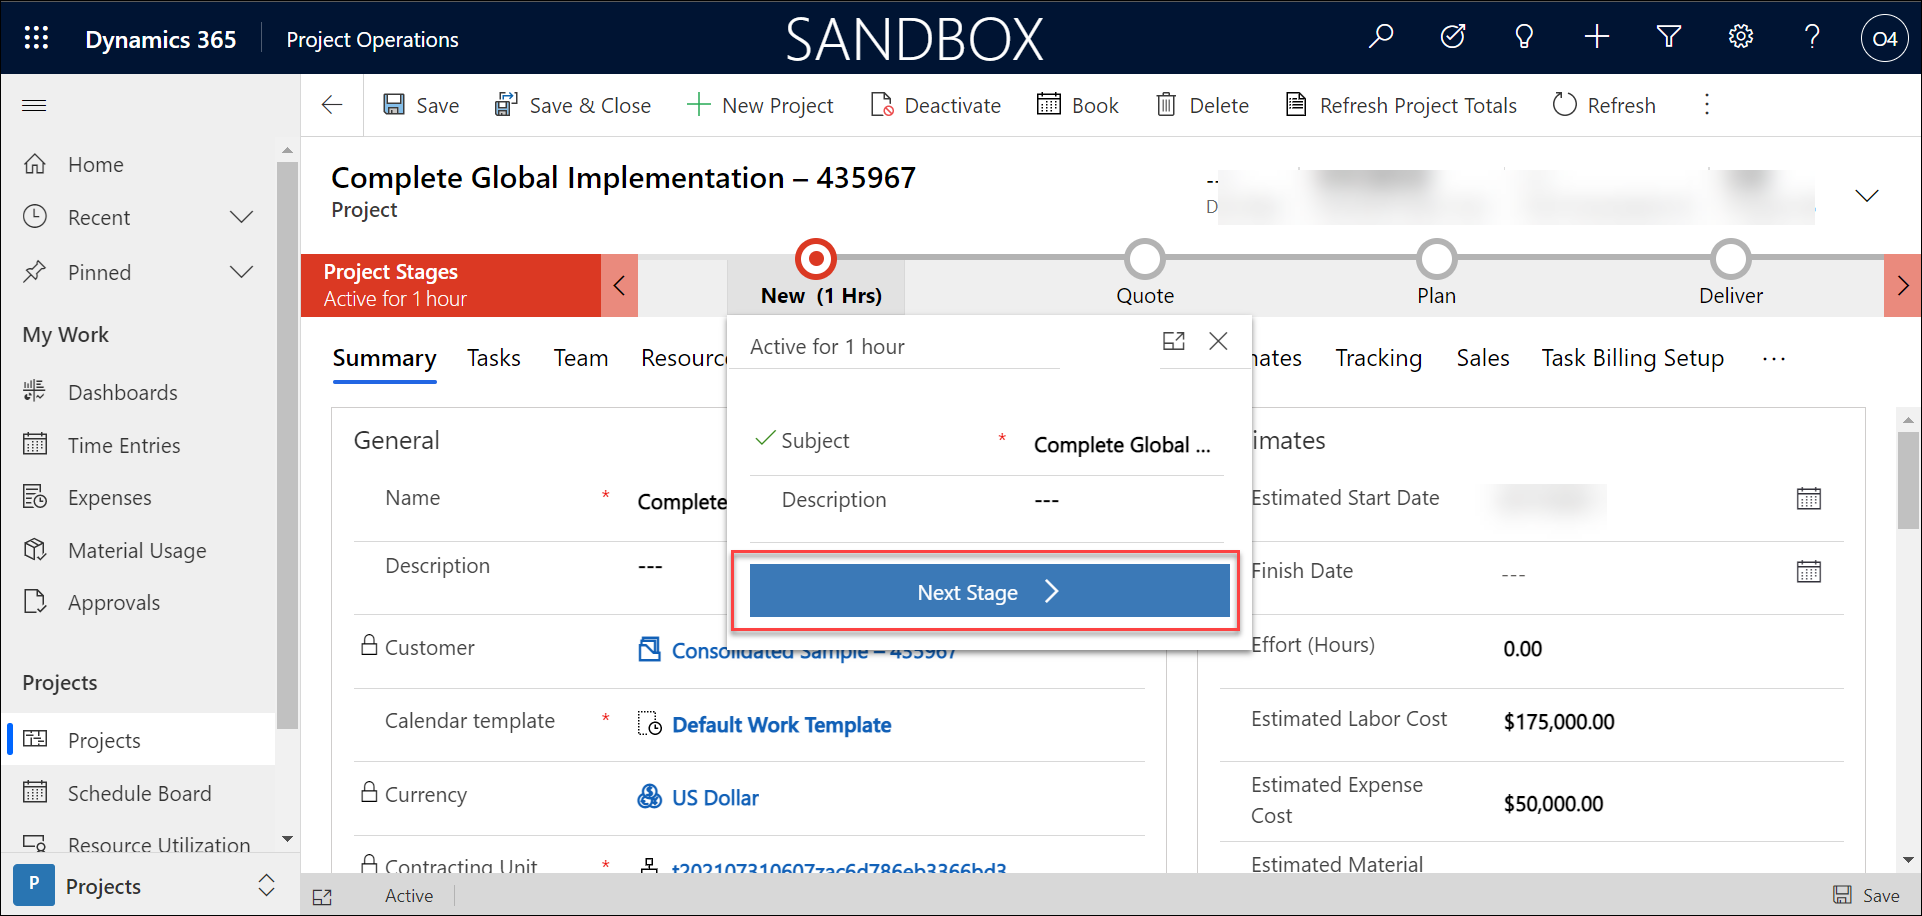 Dynamics 365
Project Operations
SANDBOX
O4
Save
Save & Close
New Project
Deactivate
Book
Delete
Refresh Project Totals
Refresh
Home
Recent
Pinned
My Work
Dashboards
Time Entries
Expenses
Material Usage
Approvals
Projects
Projects
Schedule Board
Resource Utilization
P Projects
Complete Global Implementation – 435967
Project
--
D
Project Stages
Active for 1 hour
New (1 Hrs)
Quote
Plan
Deliver
Summary
Tasks
Team
Resourc
nates
Tracking
Sales
Task Billing Setup
...
Active for 1 hour
Subject * Complete Global ...
Description ---
Next Stage
General
Name * Complete
Description ---
Customer Consolidated Sample – 435967
Calendar template * Default Work Template
Currency US Dollar
Contracting Unit * t202107310607zac6d786eb3366bd3
imates
Estimated Start Date
Finish Date ---
Effort (Hours) 0.00
Estimated Labor Cost $175,000.00
Estimated Expense
Cost
$50,000.00
Estimated Material
Active
Save